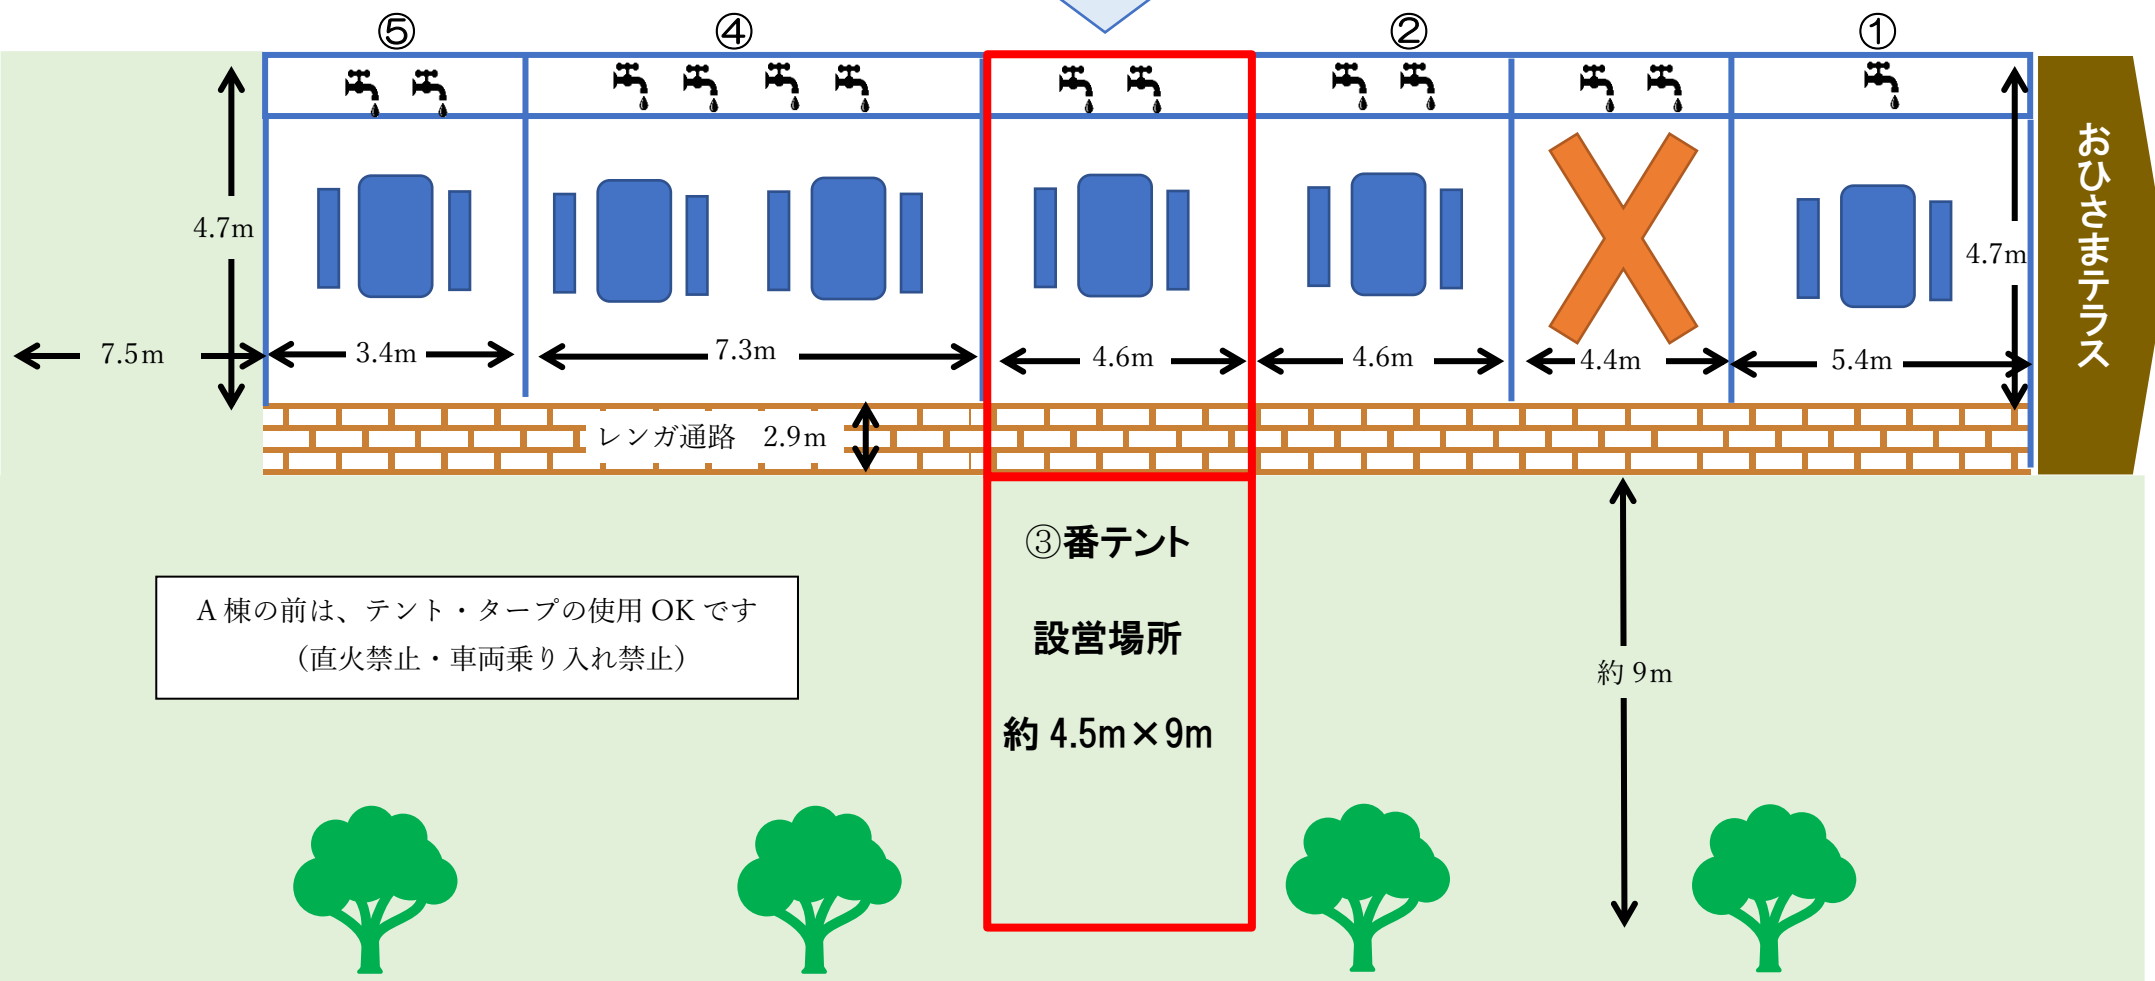 ⑤
④
②
①
4.7m
7.5m
3.4m
7.3m
4.6m
4.6m
4.4m
5.4m
4.7m
おひさまテラス
レンガ通路 2.9m
③番テント
設営場所
約 4.5m×9m
A 棟の前は、テント・タープの使用 OK です
（直火禁止・車両乗り入れ禁止）
約 9m